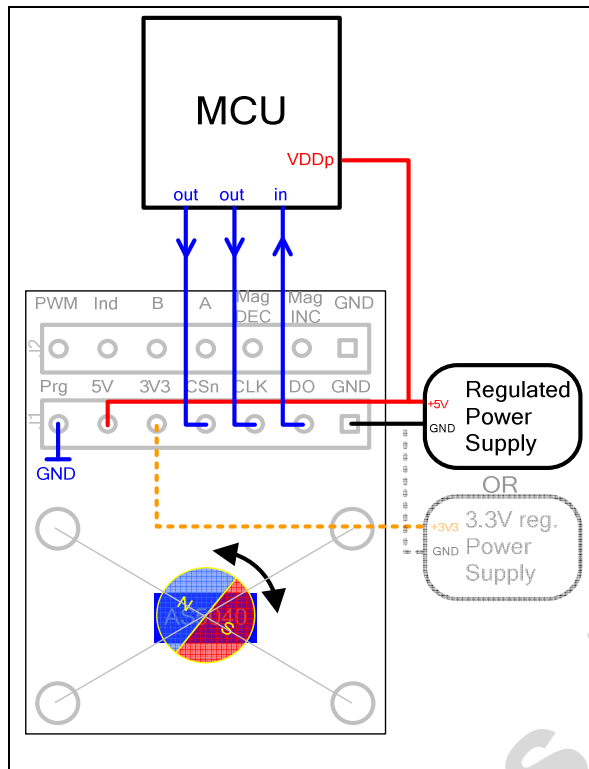 MCU
VDDp
out out in
PWM Ind B A Mag DEC Mag INC GND
J2
Prg 5V 3V3 CSn CLK DO GND
J1
GND
+5V
GND
Regulated
Power
Supply
OR
+3V3
GND
3.3V reg.
Power
Supply
N
S
AS5040